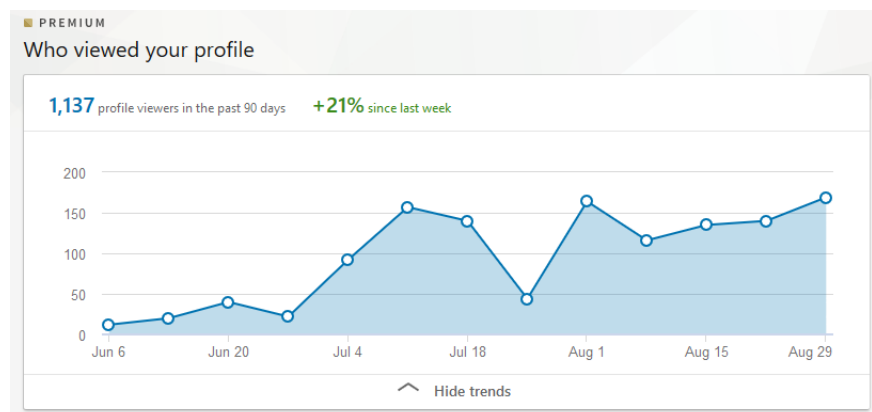 PREMIUM
Who viewed your profile
1,137 profile viewers in the past 90 days +21% since last week
200
150
100
50
0
Jun 6 Jun 20 Jul 4 Jul 18 Aug 1 Aug 15 Aug 29
Hide trends